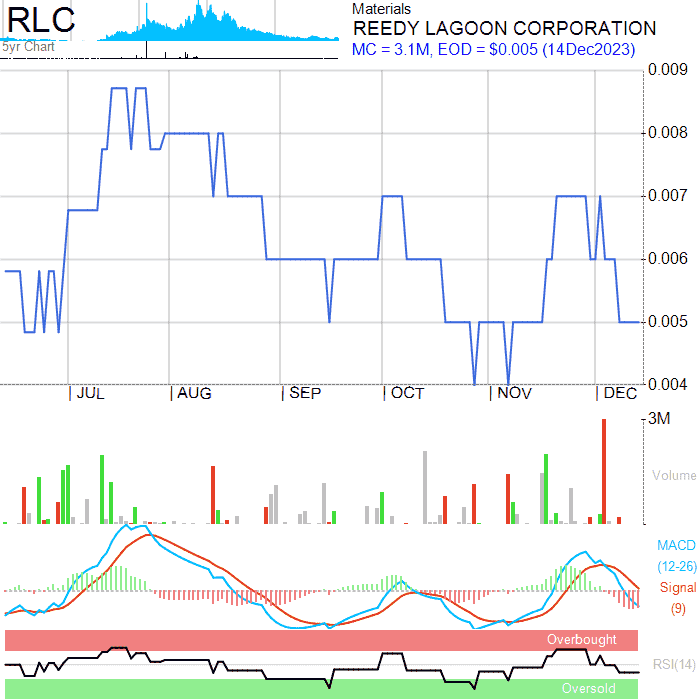 RLC
5yr Chart
Materials
REEDY LAGOON CORPORATION
MC = 3.1M, EOD = $0.005 (14Dec2023)
0.009
0.008
0.007
0.006
0.005
0.004
JUL AUG SEP OCT NOV DEC
3M
Volume
MACD
(12-26)
Signal
(9)
Overbought
RSI(14)
Oversold